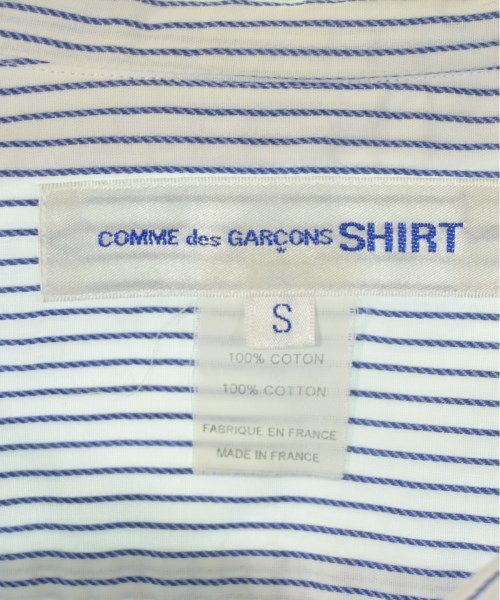 COMME des GARÇONS SHIRT
S
100% COTON
100% COTTON
FABRIQUE EN FRANCE
MADE IN FRANCE